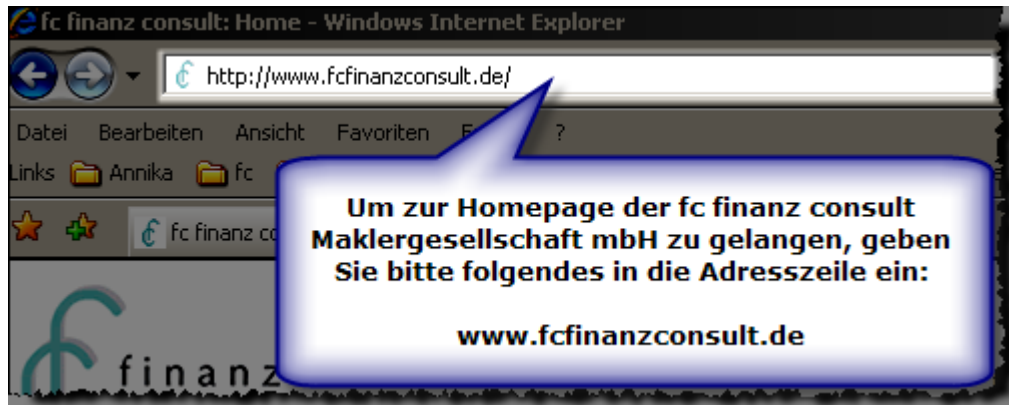 fc finanz consult: Home - Windows Internet Explorer
http://www.fcfinanzconsult.de/
Datei Bearbeiten Ansicht Favoriten ?
Links Annika fc
fc finanz co
Um zur Homepage der fc finanz consult
Maklergesellschaft mbH zu gelangen, geben
Sie bitte folgendes in die Adresszeile ein:
www.fcfinanzconsult.de
fc finanz